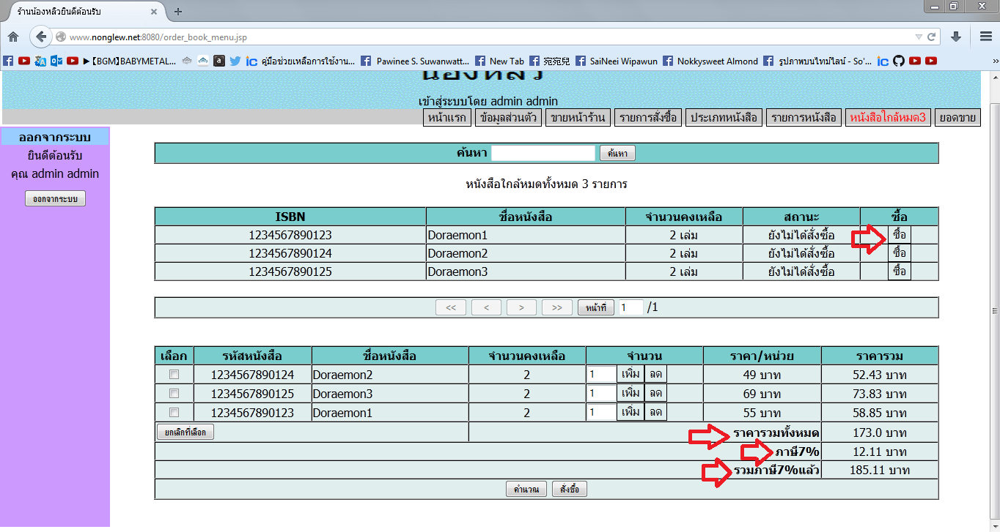 ร้านน้องหลิวยินดีต้อนรับ
www.nonglew.net:8080/order_book_menu.jsp
【BGM】BABYMETAL... คู่มือช่วยเหลือการใช้งาน... Pawinee S. Suwanwatt... New Tab 宛宛兒 SaiNeei Wipawun Nokkysweet Almond รูปภาพบนไทม์ไลน์ - So'...
น้องหลิว
เข้าสู่ระบบโดย admin admin
หน้าแรก ข้อมูลส่วนตัว ขายหน้าร้าน รายการสั่งซื้อ ประเภทหนังสือ รายการหนังสือ หนังสือใกล้หมด3 ยอดขาย
ออกจากระบบ
ยินดีต้อนรับ
คุณ admin admin
ออกจากระบบ
ค้นหา ค้นหา
หนังสือใกล้หมดทั้งหมด 3 รายการ
ISBN ชื่อหนังสือ จำนวนคงเหลือ สถานะ ซื้อ
1234567890123 Doraemon1 2 เล่ม ยังไม่ได้สั่งซื้อ ซื้อ
1234567890124 Doraemon2 2 เล่ม ยังไม่ได้สั่งซื้อ ซื้อ
1234567890125 Doraemon3 2 เล่ม ยังไม่ได้สั่งซื้อ ซื้อ
<< < > >> หน้าที่ 1 /1
เลือก รหัสหนังสือ ชื่อหนังสือ จำนวนคงเหลือ จำนวน ราคา/หน่วย ราคารวม
1234567890124 Doraemon2 2 1 เพิ่ม ลด 49 บาท 52.43 บาท
1234567890125 Doraemon3 2 1 เพิ่ม ลด 69 บาท 73.83 บาท
1234567890123 Doraemon1 2 1 เพิ่ม ลด 55 บาท 58.85 บาท
ยกเลิกที่เลือก ราคารวมทั้งหมด 173.0 บาท
ภาษี7% 12.11 บาท
รวมภาษี7%แล้ว 185.11 บาท
คำนวณ สั่งซื้อ